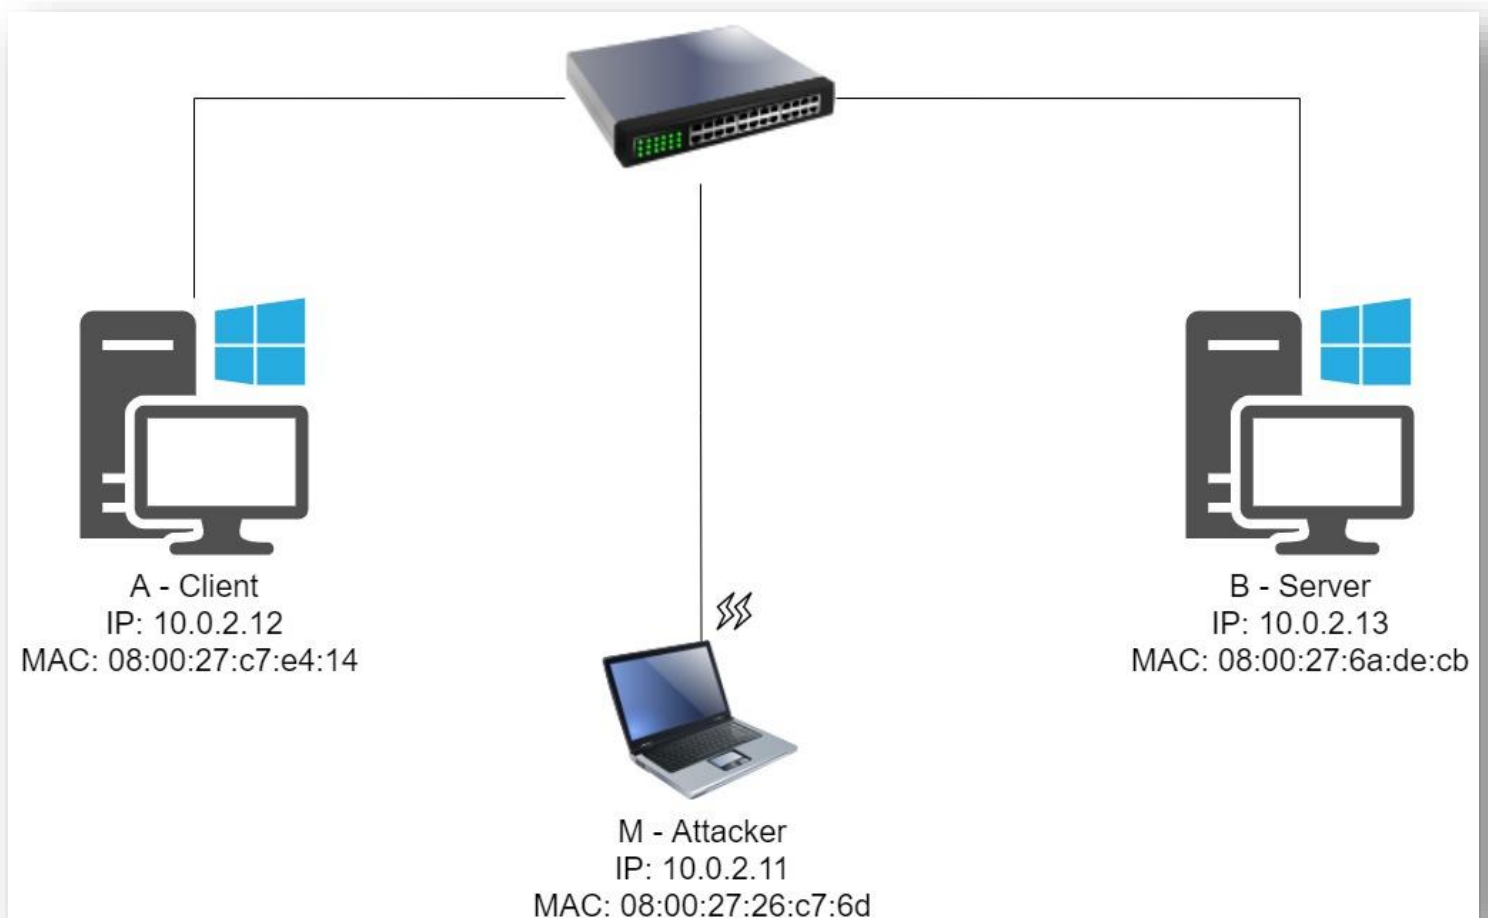 A - Client
IP: 10.0.2.12
MAC: 08:00:27:c7:e4:14
B - Server
IP: 10.0.2.13
MAC: 08:00:27:6a:de:cb
M - Attacker
IP: 10.0.2.11
MAC: 08:00:27:26:c7:6d